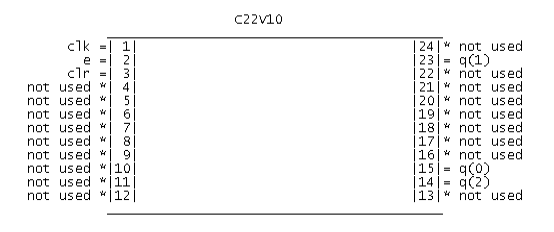 C22V10
clk =| 1| |24|* not used
e =| 2| |23|= q(1)
clr =| 3| |22|* not used
not used *| 4| |21|* not used
not used *| 5| |20|* not used
not used *| 6| |19|* not used
not used *| 7| |18|* not used
not used *| 8| |17|* not used
not used *| 9| |16|* not used
not used *|10| |15|= q(0)
not used *|11| |14|= q(2)
not used *|12| |13|* not used